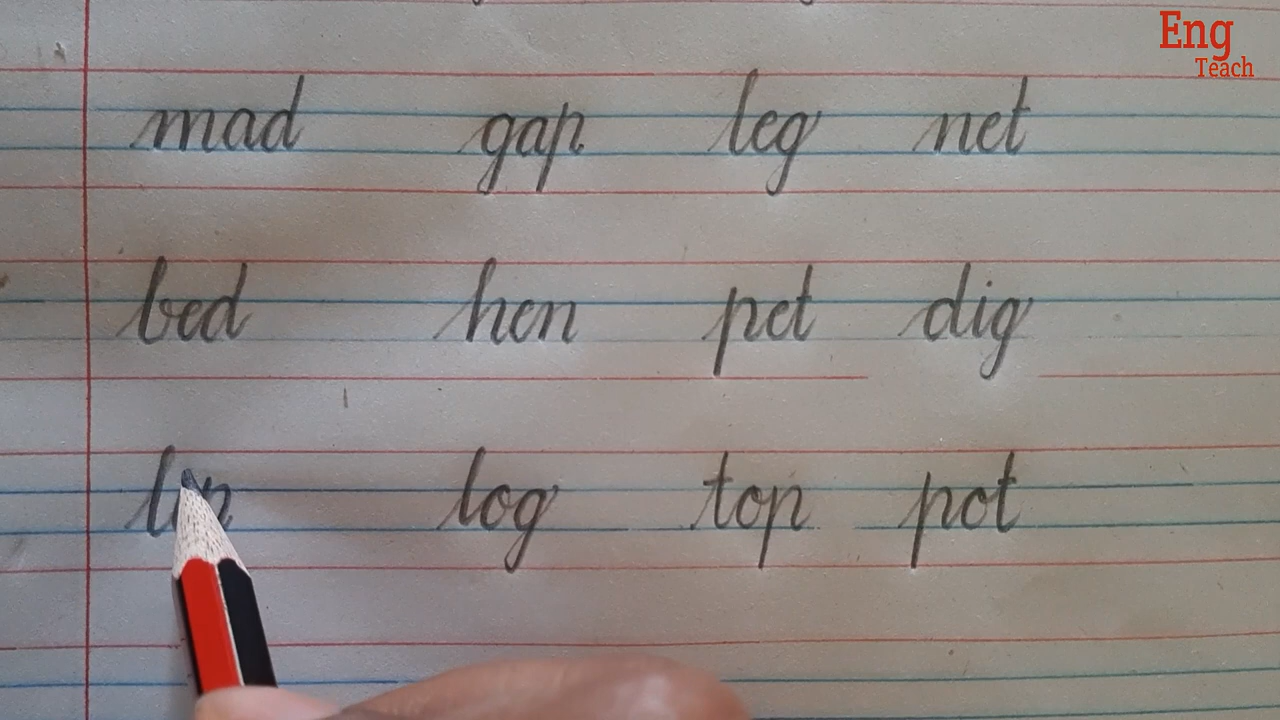 Eng
Teach
mad gap leg net
bed hen pet dig
log top pot